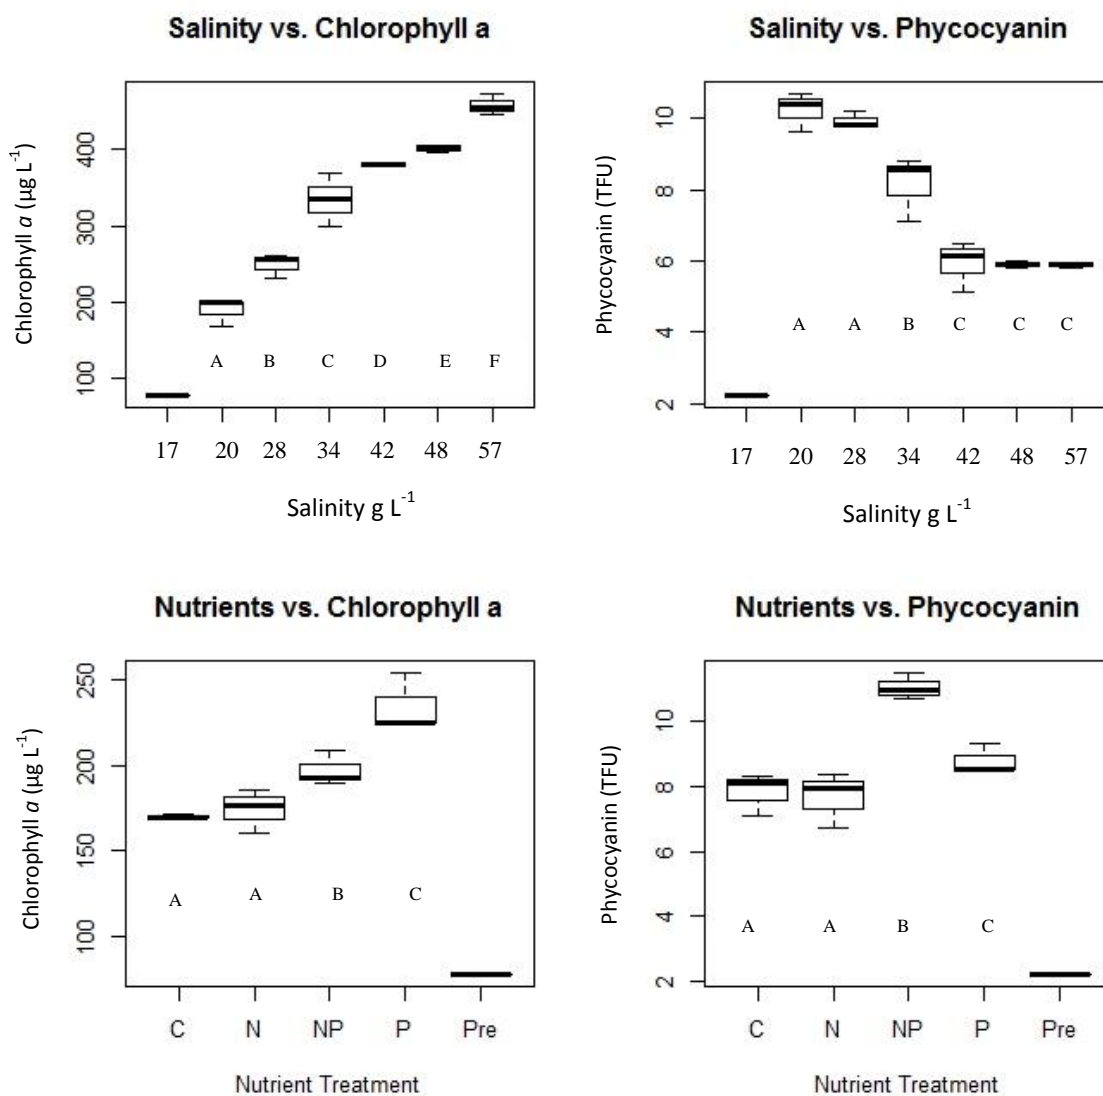 Salinity vs. Chlorophyll a
Chlorophyll a (µg L-1)
400
300
200
100
A B C D E F
17 20 28 34 42 48 57
Salinity g L-1
Salinity vs. Phycocyanin
Phycocyanin (TFU)
10
8
6
4
2
A A B C C C
17 20 28 34 42 48 57
Salinity g L-1
Nutrients vs. Chlorophyll a
Chlorophyll a (µg L-1)
250
200
150
100
A A B C
C N NP P Pre
Nutrient Treatment
Nutrients vs. Phycocyanin
Phycocyanin (TFU)
10
8
6
4
2
A A B C
C N NP P Pre
Nutrient Treatment